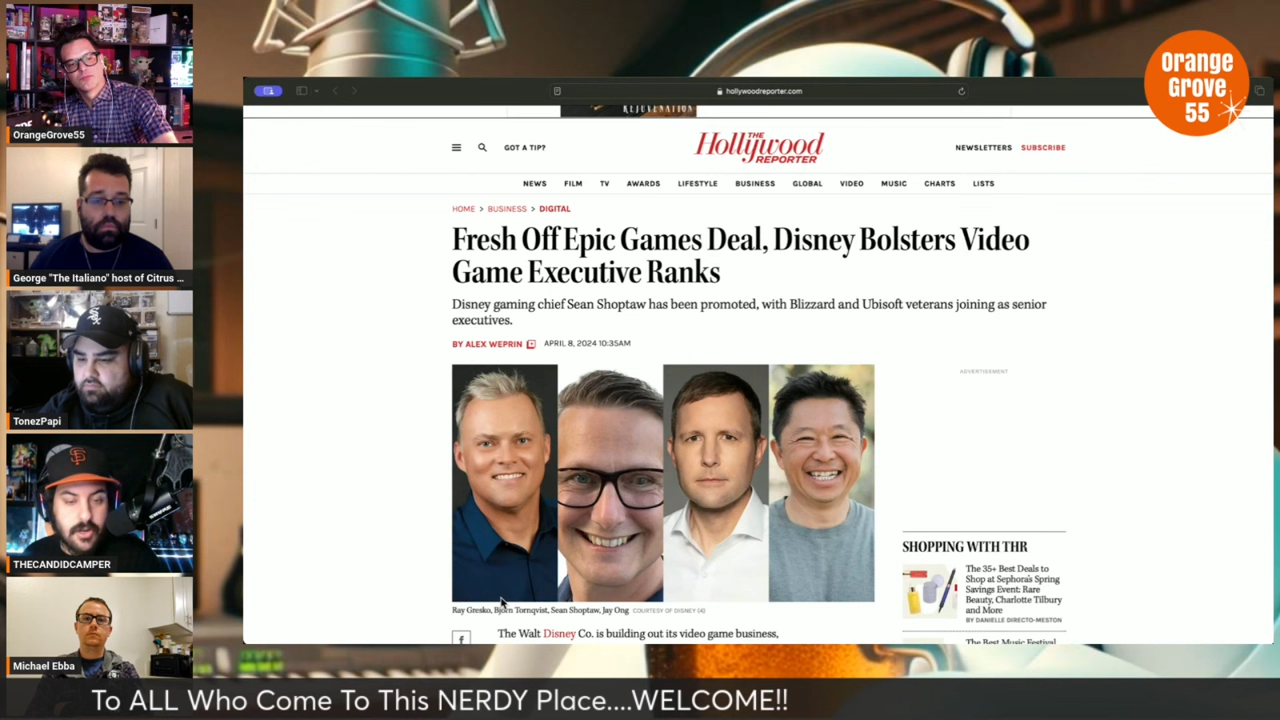 OrangeGrove55
George "The Italiano" host of Citrus ...
TonezPapi
THECANDIDCAMPER
Michael Ebba
Orange
Grove
55
hollywoodreporter.com
REJUVENATION
GOT A TIP?
THE
Hollywood
REPORTER
NEWSLETTERS SUBSCRIBE
NEWS FILM TV AWARDS LIFESTYLE BUSINESS GLOBAL VIDEO MUSIC CHARTS LISTS
HOME > BUSINESS > DIGITAL
Fresh Off Epic Games Deal, Disney Bolsters Video
Game Executive Ranks
Disney gaming chief Sean Shoptaw has been promoted, with Blizzard and Ubisoft veterans joining as senior
executives.
BY ALEX WEPRIN APRIL 8, 2024 10:35AM
ADVERTISEMENT
Ray Gresko, Bjorn Tornqvist, Sean Shoptaw, Jay Ong COURTESY OF DISNEY (4)
f
The Walt Disney Co. is building out its video game business,
SHOPPING WITH THR
The 35+ Best Deals to
Shop at Sephora's Spring
Savings Event: Rare
Beauty, Charlotte Tilbury
and More
BY DANIELLE DIRECTO-MESTON
The Best Music Festival
To ALL Who Come To This NERDY Place....WELCOME!!